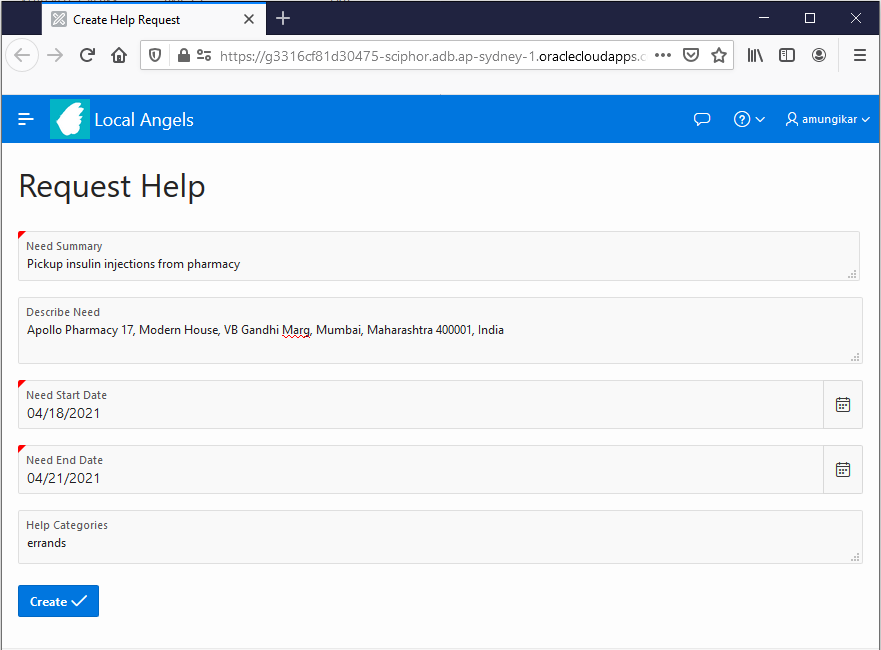 Create Help Request
https://g3316cf81d30475-sciphor.adb.ap-sydney-1.oraclecloudapps.c
Local Angels
amungikar
Request Help
Need Summary
Pickup insulin injections from pharmacy
Describe Need
Apollo Pharmacy 17, Modern House, VB Gandhi Marg, Mumbai, Maharashtra 400001, India
Need Start Date
04/18/2021
Need End Date
04/21/2021
Help Categories
errands
Create